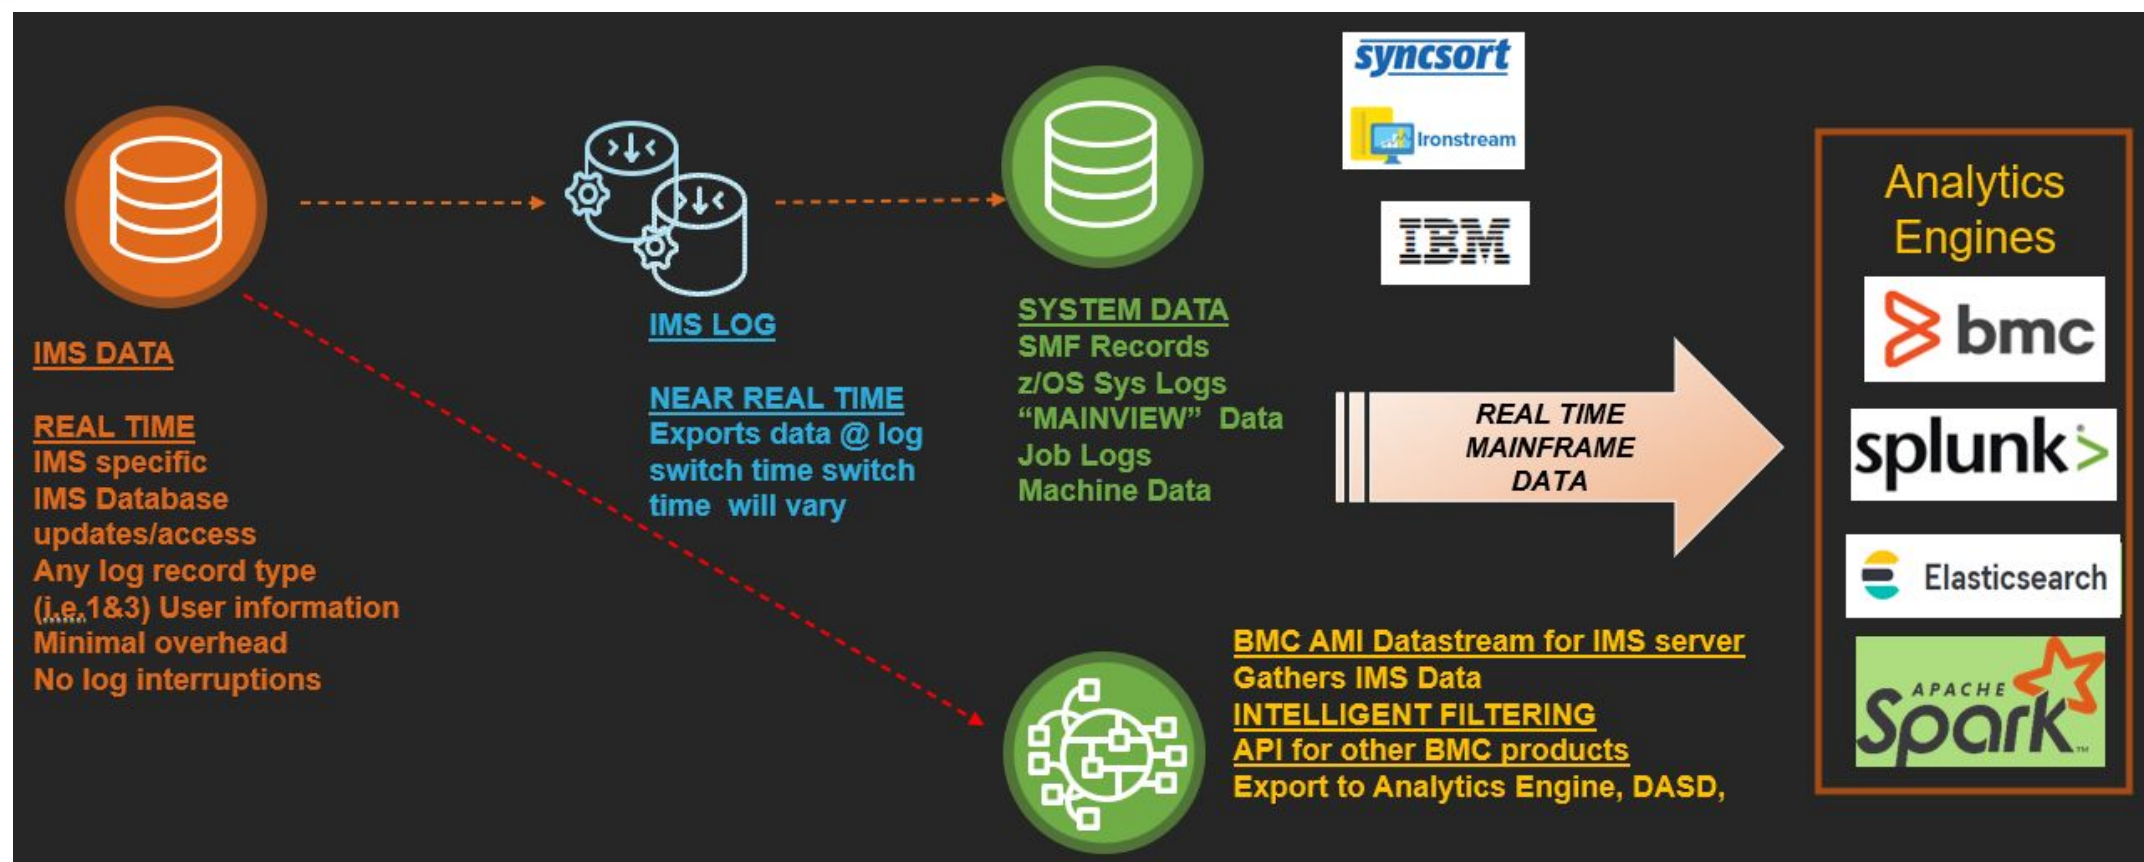 IMS DATA
REAL TIME
IMS specific
IMS Database
updates/access
Any log record type
(i.e.1&3) User information
Minimal overhead
No log interruptions
IMS LOG
NEAR REAL TIME
Exports data @ log
switch time switch
time will vary
SYSTEM DATA
SMF Records
z/OS Sys Logs
“MAINVIEW” Data
Job Logs
Machine Data
syncsort
Ironstream
IBM
REAL TIME
MAINFRAME
DATA
BMC AMI Datastream for IMS server
Gathers IMS Data
INTELLIGENT FILTERING
API for other BMC products
Export to Analytics Engine, DASD,
Analytics
Engines
bmc
splunk>
Elasticsearch
APACHE
Spark™